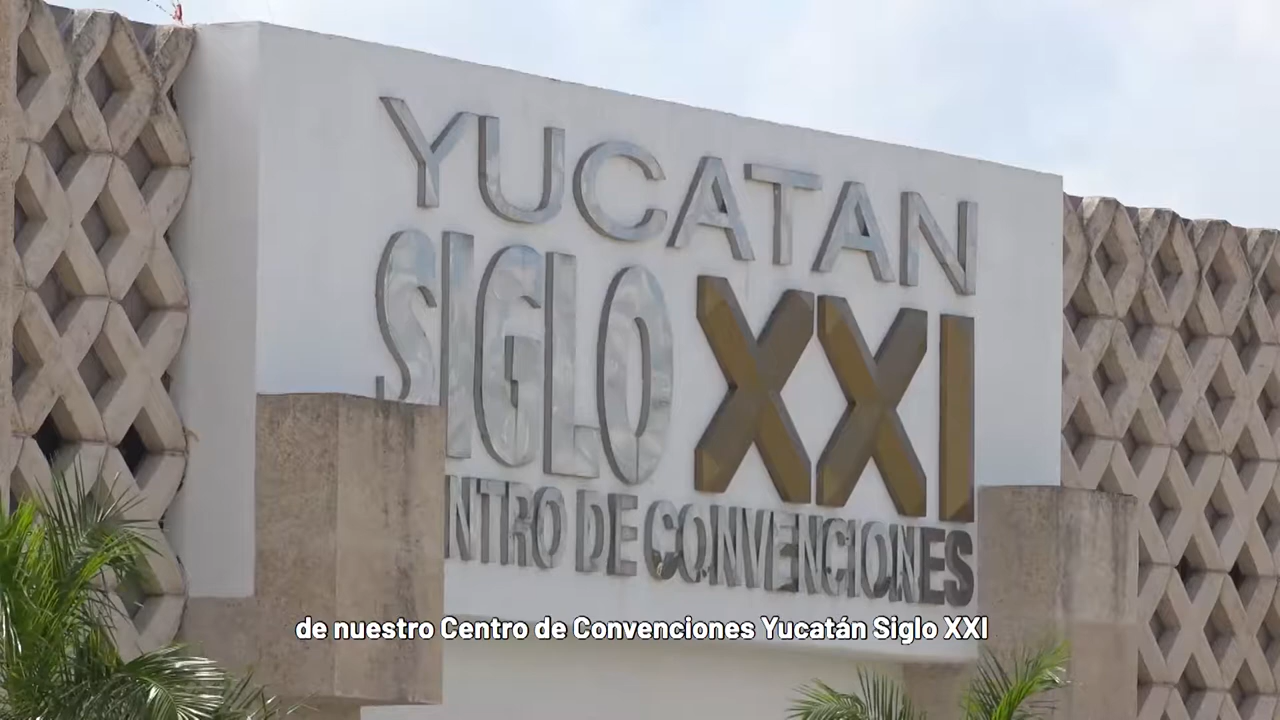 YUCATAN
SIGLO XXI
NTRO DE CONVENCIONES
de nuestro Centro de Convenciones Yucatán Siglo XXI